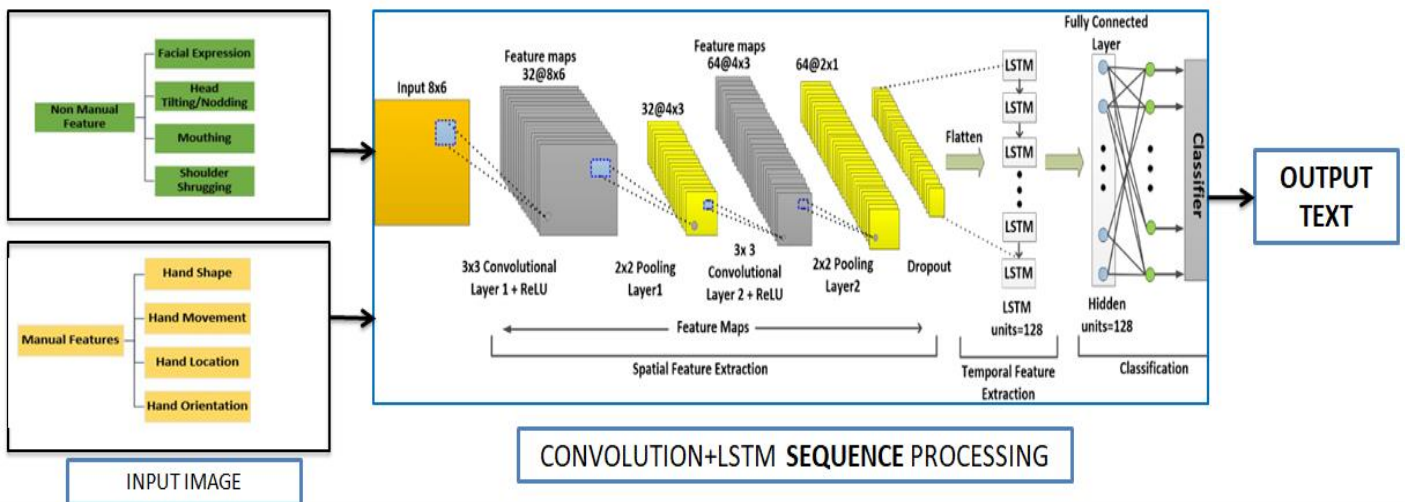 Non Manual
Feature
Facial Expression
Head
Tilting/Nodding
Mouthing
Shoulder
Shrugging
Manual Features
Hand Shape
Hand Movement
Hand Location
Hand Orientation
INPUT IMAGE
Input 8x6
Feature maps
32@8x6
32@4x3
Feature maps
64@4x3
64@2x1
Flatten
LSTM
LSTM
LSTM
LSTM
LSTM
Fully Connected
Layer
Classifier
3x3 Convolutional
Layer 1 + ReLU
2x2 Pooling
Layer1
3x 3
Convolutional
Layer 2 + ReLU
2x2 Pooling
Layer2
Dropout
LSTM
units=128
Hidden
units=128
Feature Maps
Spatial Feature Extraction
Temporal Feature
Extraction
Classification
OUTPUT
TEXT
CONVOLUTION+LSTM SEQUENCE PROCESSING